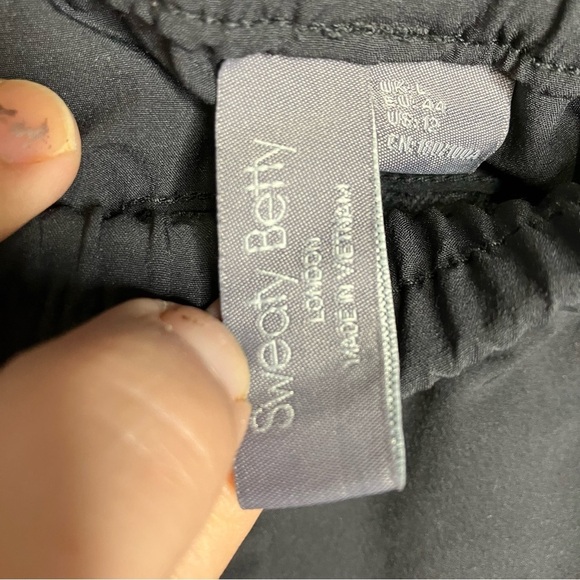 Sweaty Betty
LONDON
MADE IN VIETNAM
UK: L
EU: 44
US: 12